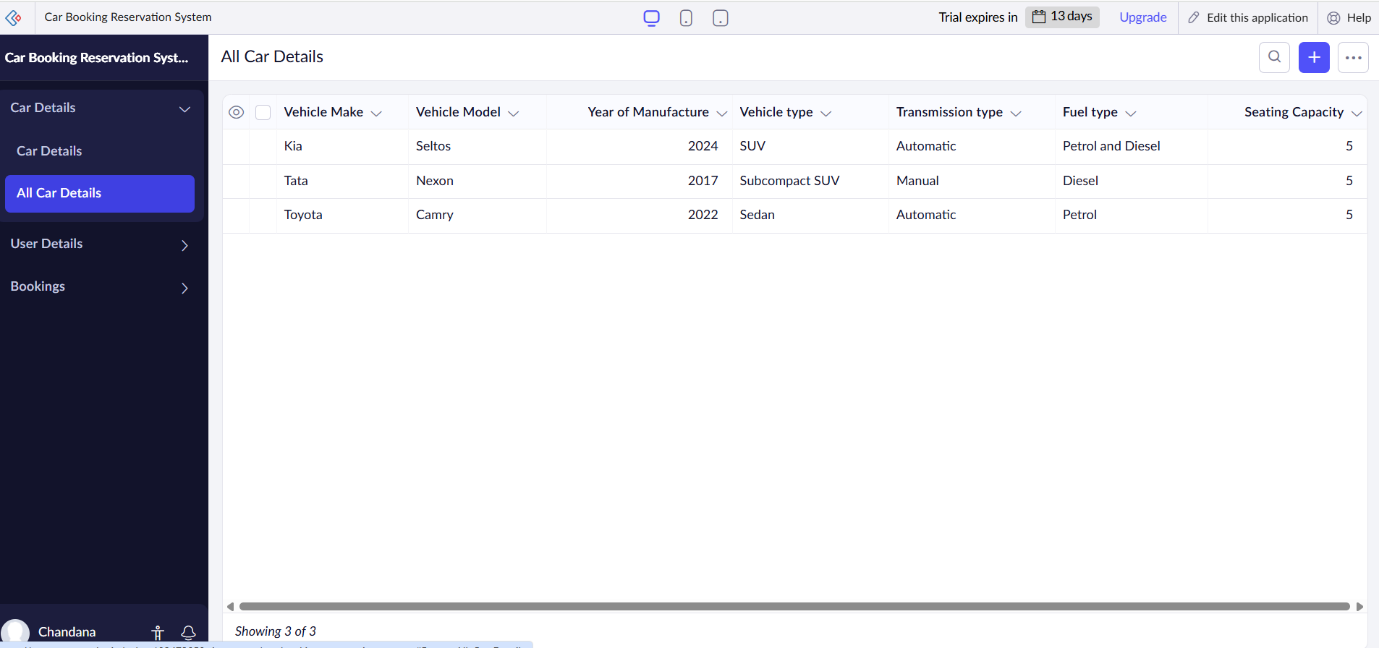 Car Booking Reservation System
Trial expires in 13 days Upgrade Edit this application Help
Car Booking Reservation Syst...
All Car Details
Car Details
Car Details
All Car Details
User Details
Bookings
Vehicle Make Vehicle Model Year of Manufacture Vehicle type Transmission type Fuel type Seating Capacity
Kia Seltos 2024 SUV Automatic Petrol and Diesel 5
Tata Nexon 2017 Subcompact SUV Manual Diesel 5
Toyota Camry 2022 Sedan Automatic Petrol 5
Chandana
Showing 3 of 3